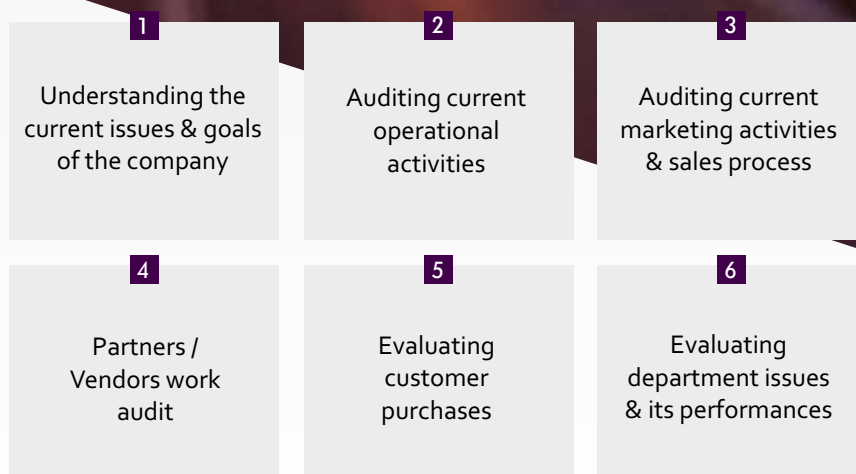 1
Understanding the
current issues & goals
of the company
2
Auditing current
operational
activities
3
Auditing current
marketing activities
& sales process
4
Partners /
Vendors work
audit
5
Evaluating
customer
purchases
6
Evaluating
department issues
& its performances